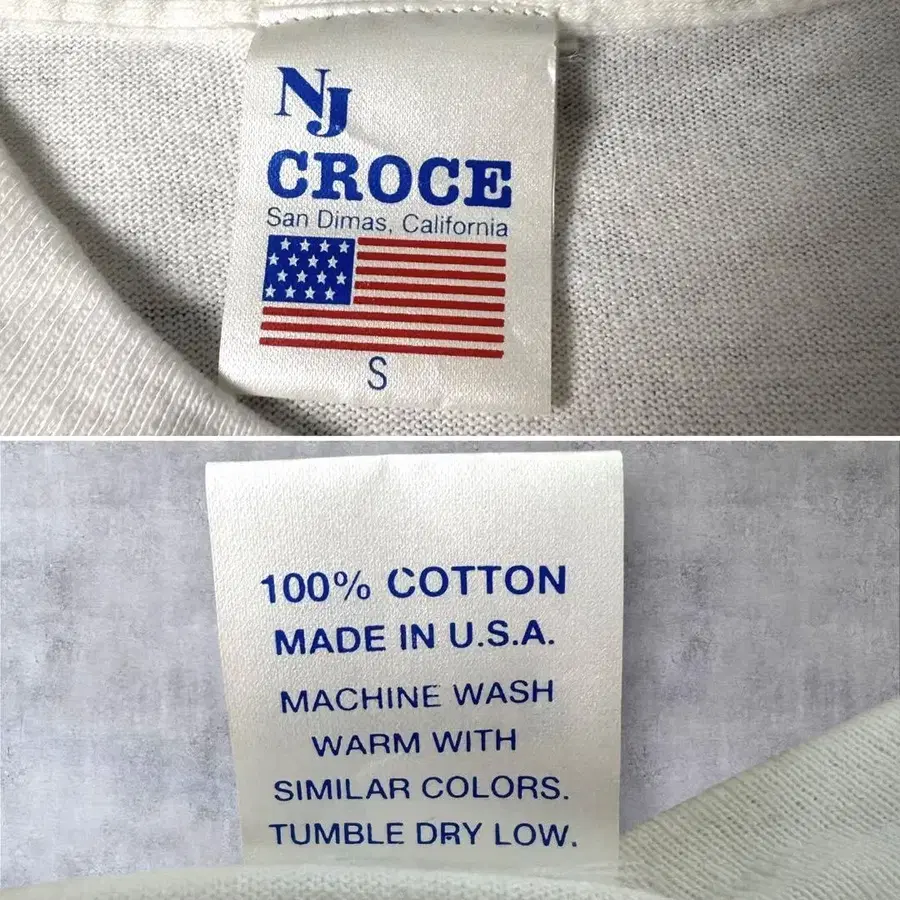 NJ
CROCE
San Dimas, California
S
100% COTTON
MADE IN U.S.A.
MACHINE WASH
WARM WITH
SIMILAR COLORS.
TUMBLE DRY LOW.